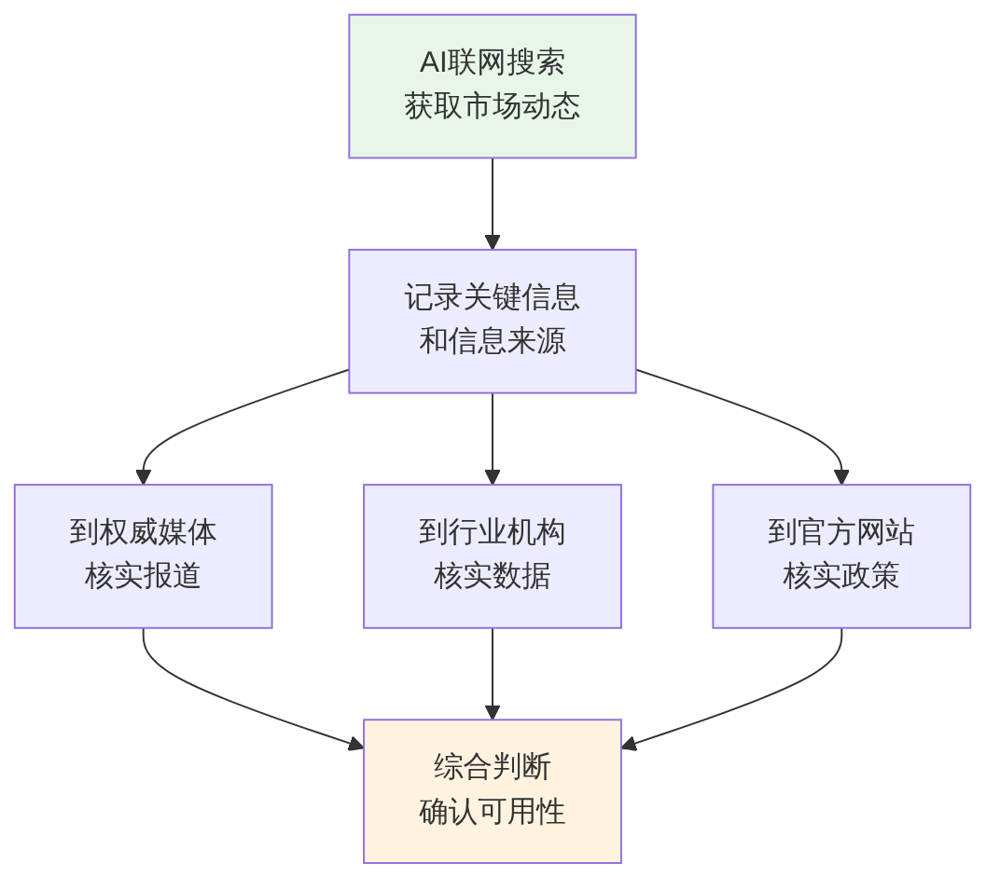 AI联网搜索
获取市场动态
记录关键信息
和信息来源
到权威媒体
核实报道
到行业机构
核实数据
到官方网站
核实政策
综合判断
确认可用性